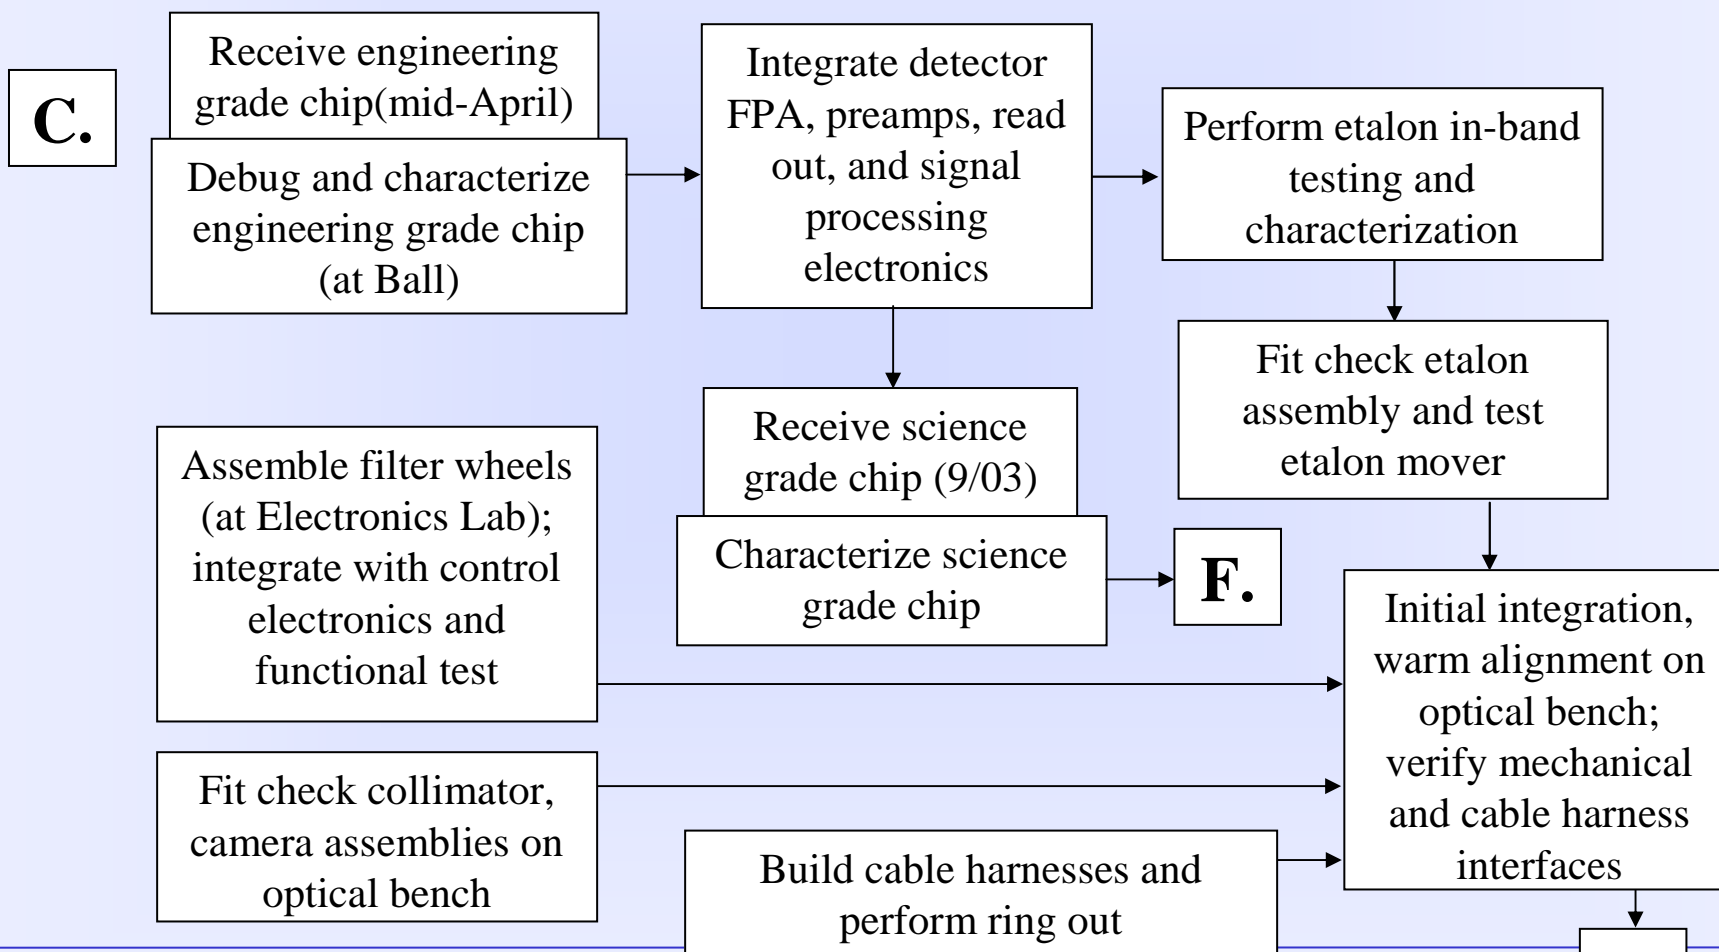 C.
Receive engineering
grade chip(mid-April)
Debug and characterize
engineering grade chip
(at Ball)
Integrate detector
FPA, preamps, read
out, and signal
processing
electronics
Perform etalon in-band
testing and
characterization
Fit check etalon
assembly and test
etalon mover
Receive science
grade chip (9/03)
Characterize science
grade chip
F.
Assemble filter wheels
(at Electronics Lab);
integrate with control
electronics and
functional test
Initial integration,
warm alignment on
optical bench;
verify mechanical
and cable harness
interfaces
Fit check collimator,
camera assemblies on
optical bench
Build cable harnesses and
perform ring out